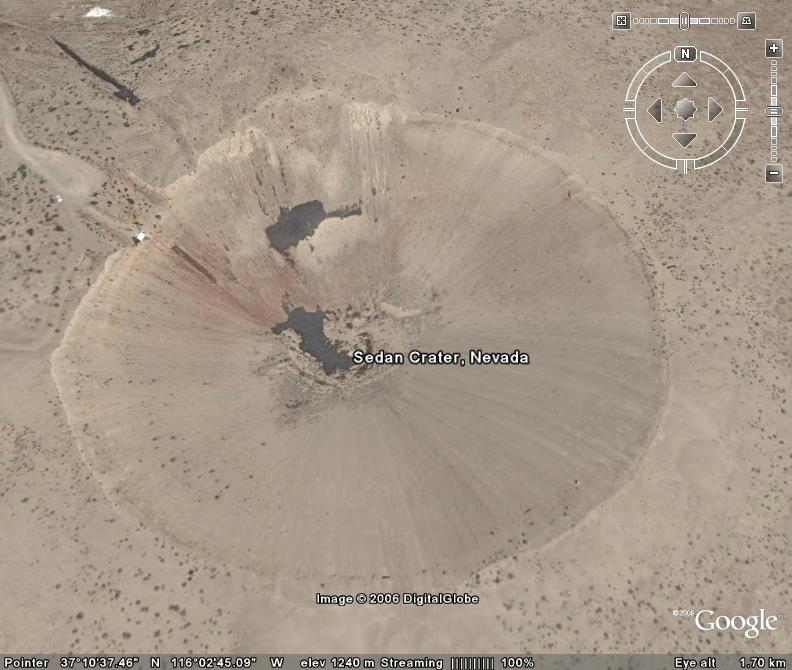 N
Sedan Crater, Nevada
Image © 2006 DigitalGlobe
©2006 Google™
Pointer 37°10'37.46" N 116°02'45.09" W elev 1240 m Streaming |||||||||| 100% Eye alt 1.70 km